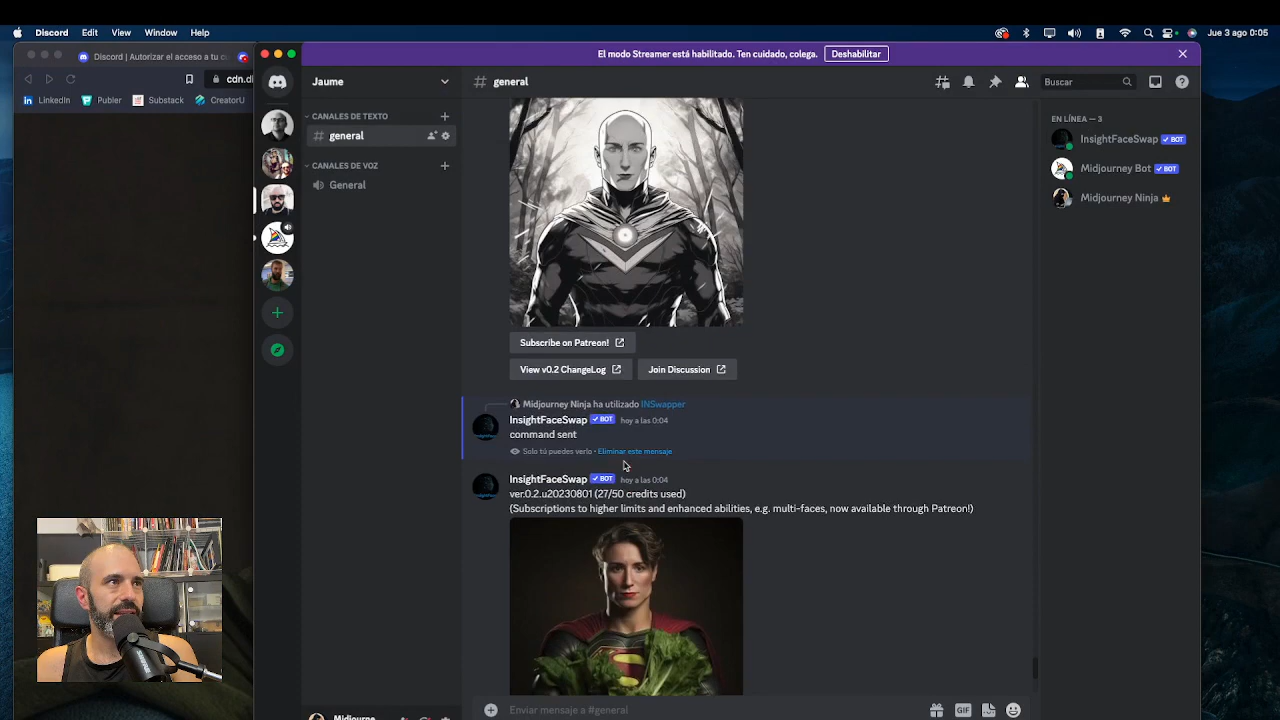 Discord Edit View Window Help
Jue 3 ago 0:05
Discord | Autorizar el acceso a tu c
El modo Streamer está habilitado. Ten cuidado, colega.
Deshabilitar
cdn.di
LinkedIn Publer Substack CreatorU
Jaume
general
Buscar
CANALES DE TEXTO
general
CANALES DE VOZ
General
Subscribe on Patreon!
View v0.2 ChangeLog
Join Discussion
Midjourney Ninja ha utilizado INSwapper
InsightFaceSwap BOT hoy a las 0:04
command sent
Solo tú puedes verlo • Eliminar este mensaje
InsightFaceSwap BOT hoy a las 0:04
ver.0.2.u20230801 (27/50 credits used)
(Subscriptions to higher limits and enhanced abilities, e.g. multi-faces, now available through Patreon!)
Enviar mensaje a #general
GIF
EN LÍNEA — 3
InsightFaceSwap BOT
Midjourney Bot BOT
Midjourney Ninja
Midjourne